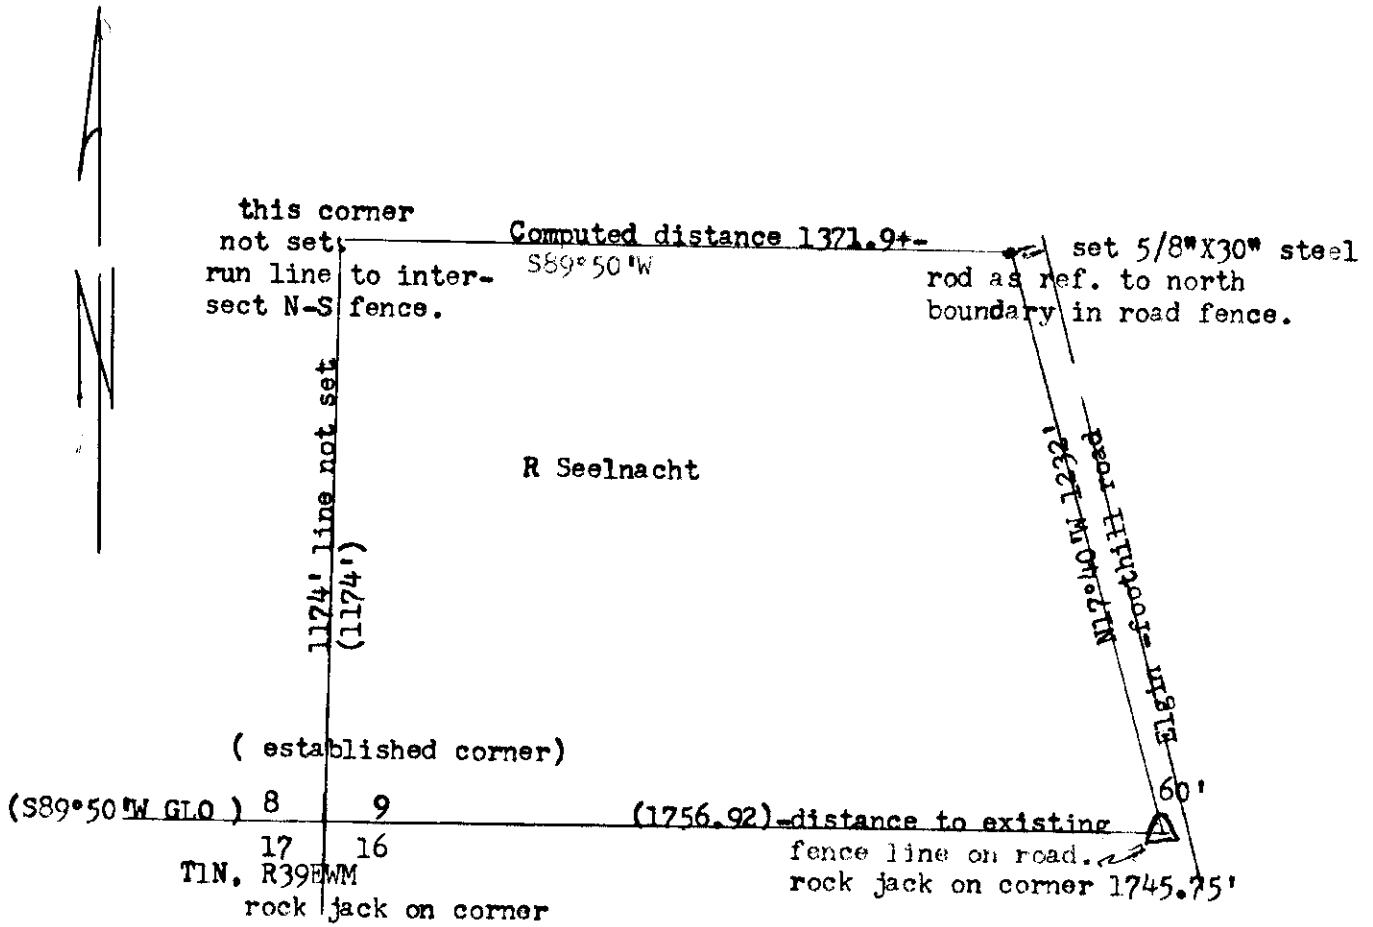 N
this corner
not set
run line to inter-
sect N-S fence.
Computed distance 1371.9+-
S89°50'W
set 5/8"X30" steel
rod as ref. to north
boundary in road fence.
1174' line not set
(1174')
R Seelnacht
N17°40'W 1232'
Elgin -foothill road
( established corner)
(S89°50'W GLO ) 8 9
17 16
T1N. R39EWM
rock jack on corner
60'
(1756.92)-distance to existing
fence line on road.
rock jack on corner 1745.75'